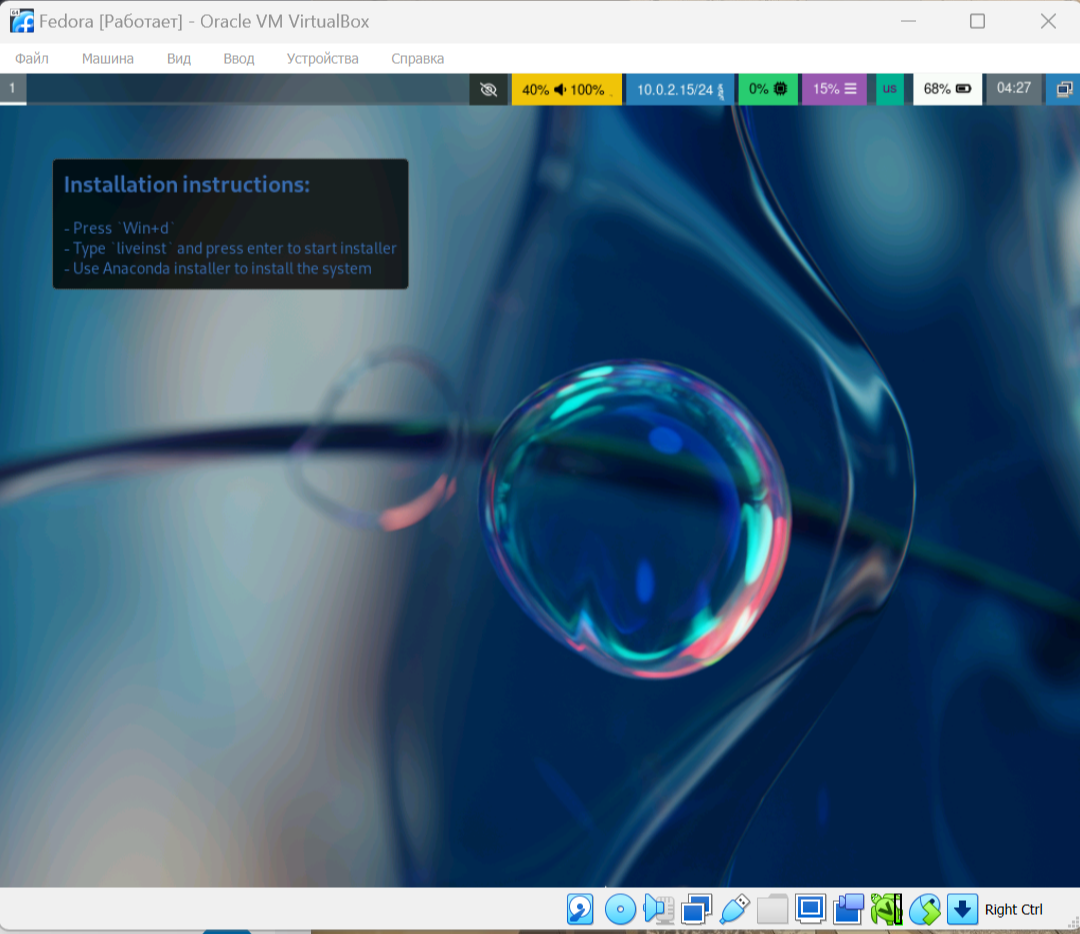 Fedora [Работает] - Oracle VM VirtualBox
Файл Машина Вид Ввод Устройства Справка
1 40% 100% 10.0.2.15/24 0% 15% us 68% 04:27
Installation instructions:
- Press `Win+d`
- Type `liveinst` and press enter to start installer
- Use Anaconda installer to install the system
Right Ctrl